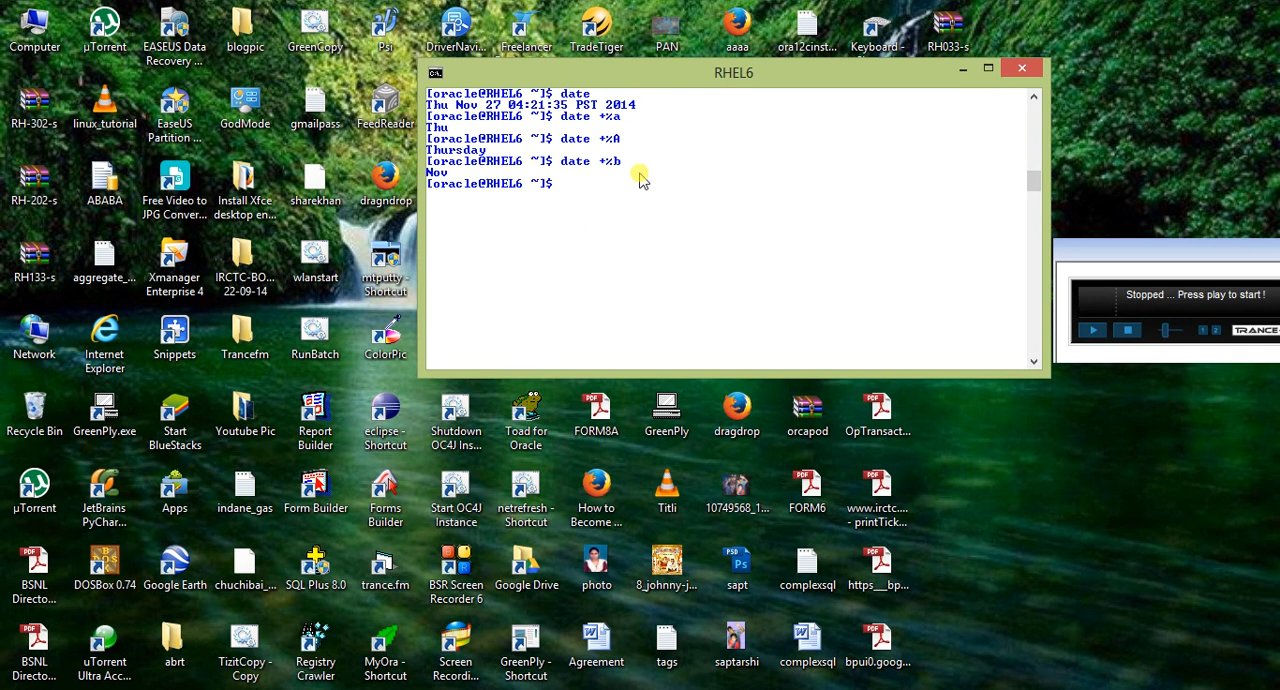 Computer
µTorrent
EASEUS Data
Recovery ...
blogpic
GreenCopy
Psi
DriverNavi...
Freelancer
TradeTiger
PAN
aaaa
ora12cinst...
Keyboard -
RH033-s
RHEL6
[oracle@RHEL6 ~]$ date
Thu Nov 27 04:21:35 PST 2014
[oracle@RHEL6 ~]$ date +%a
Thu
[oracle@RHEL6 ~]$ date +%A
Thursday
[oracle@RHEL6 ~]$ date +%b
Nov
[oracle@RHEL6 ~]$
RH-302-s
linux_tutorial
EaseUS
Partition ...
GodMode
gmailpass
FeedReader
RH-202-s
ABABA
Free Video to
JPG Conver...
Install Xfce
desktop en...
sharekhan
dragndrop
RH133-s
aggregate_...
Xmanager
Enterprise 4
IRCTC-BO...
22-09-14
wlanstart
mtputty -
Shortcut
Stopped ... Press play to start !
1 2
TRANCE
Network
Internet
Explorer
Snippets
Trancefm
RunBatch
ColorPic
Recycle Bin
GreenPly.exe
Start
BlueStacks
Youtube Pic
Report
Builder
eclipse -
Shortcut
Shutdown
OC4J Ins...
Toad for
Oracle
FORM8A
GreenPly
dragdrop
orcapod
OpTransact...
µTorrent
JetBrains
PyChar...
Apps
indane_gas
Form Builder
Forms
Builder
Start OC4J
Instance
netrefresh -
Shortcut
How to
Become ...
Titli
10749568_1...
FORM6
www.irctc....
- printTick...
BSNL
Directo...
DOSBox 0.74
Google Earth
chuchibai_...
SQL Plus 8.0
trance.fm
BSR Screen
Recorder 6
Google Drive
photo
8_johnny-j...
sapt
complexsql
https___bp...
BSNL
Directo...
uTorrent
Ultra Acc...
abrt
TizitCopy -
Copy
Registry
Crawler
MyOra -
Shortcut
Screen
Recordi...
GreenPly -
Shortcut
Agreement
tags
saptarshi
complexsql
bpui0.goog...